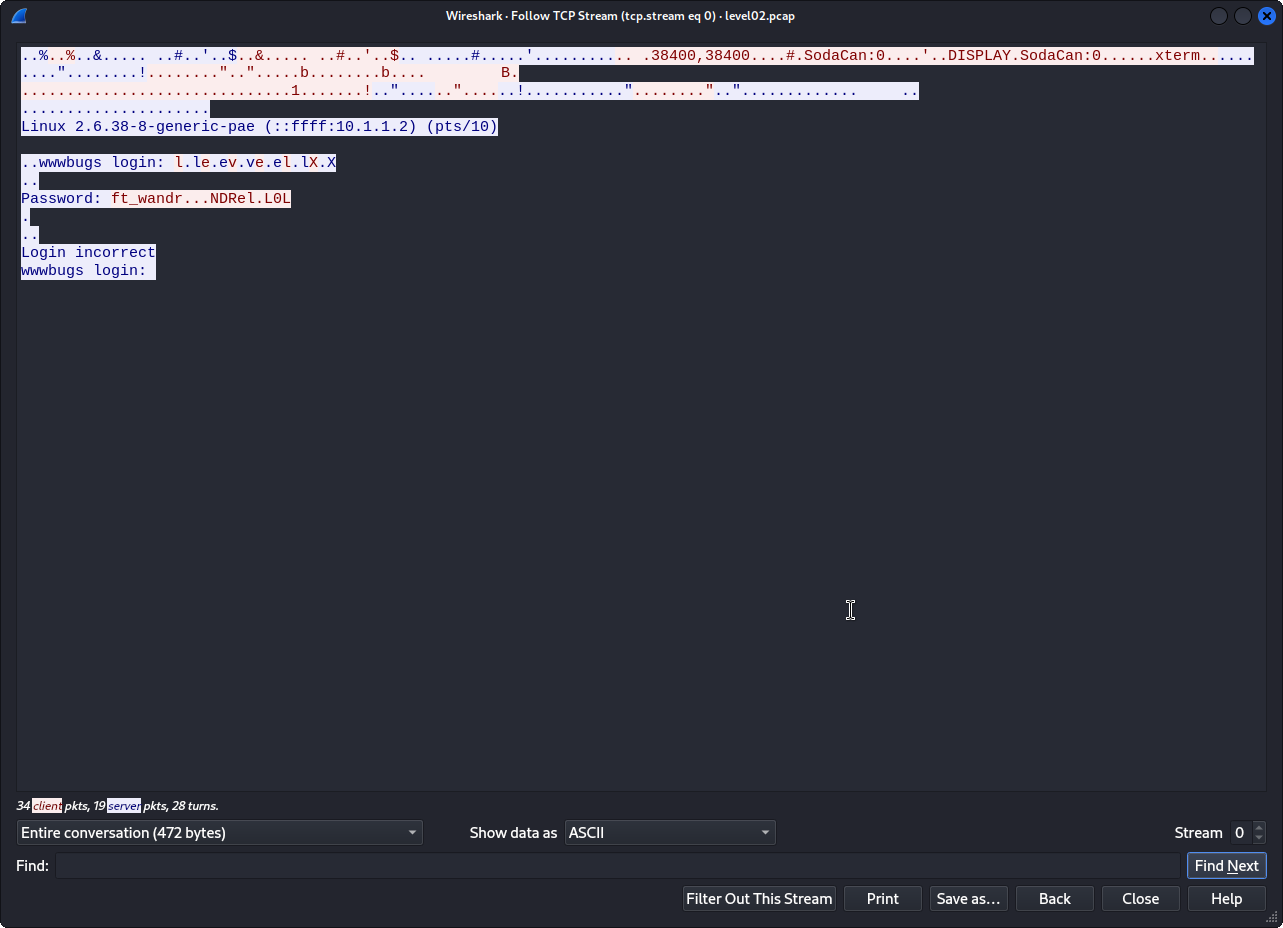 Wireshark · Follow TCP Stream (tcp.stream eq 0) · level02.pcap
..%..%..&..... ..#..'..$..&..... ..#..'..$.. .....#.....'........... .38400,38400....#.SodaCan:0....'..DISPLAY.SodaCan:0......xterm......
...."........!........"..".....b........b.... B.
..............................1.......!.."...... .."......!..........."........"..".............    ..
.....................
Linux 2.6.38-8-generic-pae (::ffff:10.1.1.2) (pts/10)
..wwwbugs login: l.le.ev.ve.el.lX.X
..
Password: ft_wandr...NDRel.L0L
.
..
Login incorrect
wwwbugs login:
34 client pkts, 19 server pkts, 28 turns.
Entire conversation (472 bytes) Show data as ASCII Stream 0
Find: Find Next
Filter Out This Stream Print Save as... Back Close Help